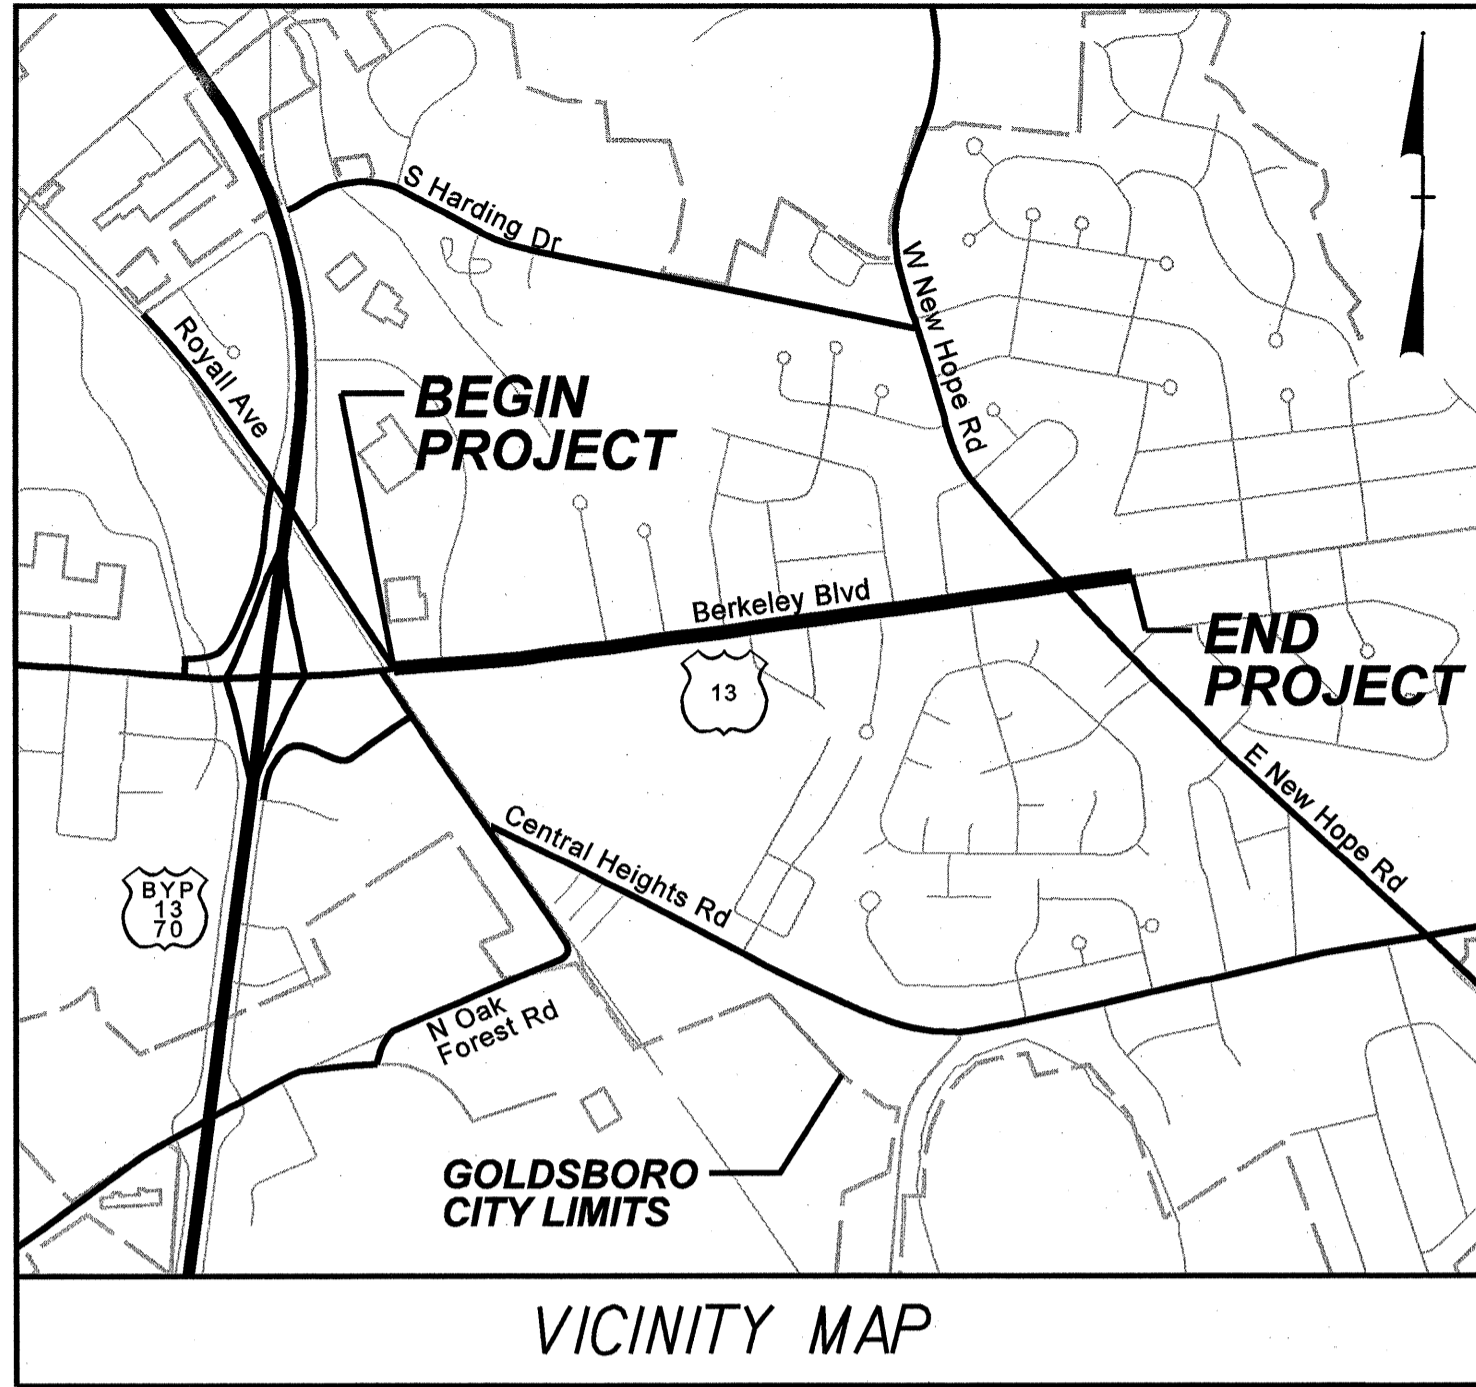 S Harding Dr
W New Hope Rd
Royall Ave
BEGIN
PROJECT
Berkeley Blvd
13
END
PROJECT
E New Hope Rd
Central Heights Rd
BYP
13
70
N Oak
Forest Rd
GOLDSBORO
CITY LIMITS
VICINITY MAP